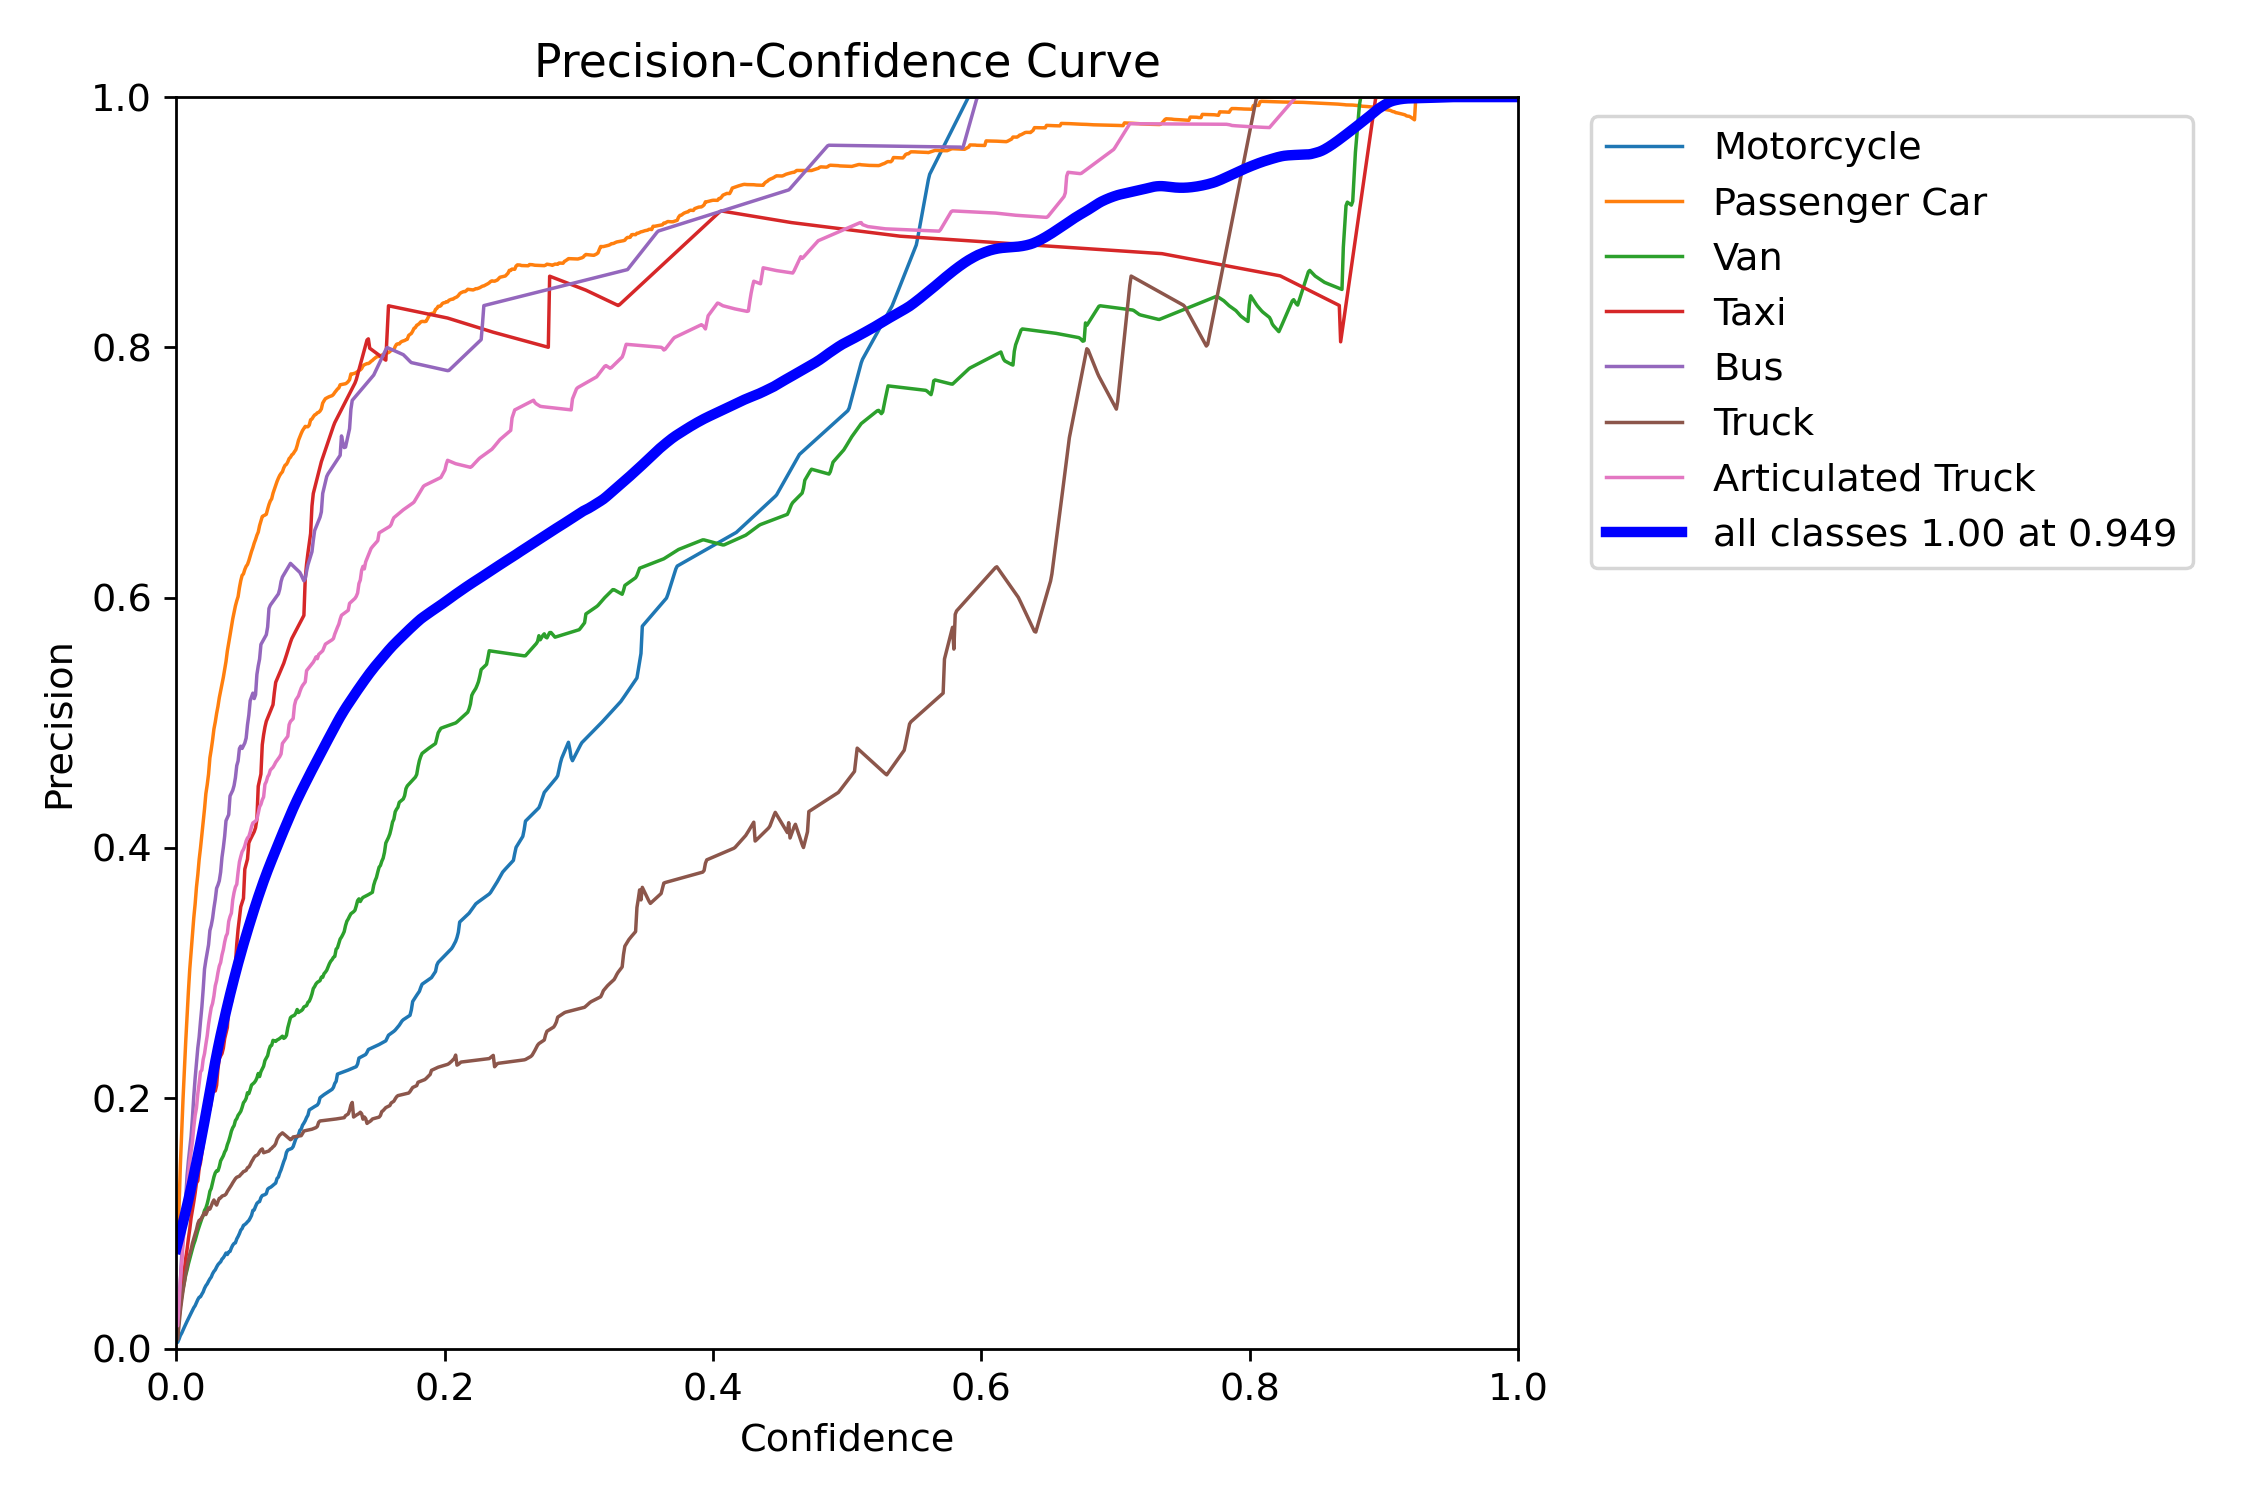 Precision-Confidence Curve
1.0
0.8
0.6
0.4
0.2
0.0
Precision
0.0 0.2 0.4 0.6 0.8 1.0
Confidence
Motorcycle
Passenger Car
Van
Taxi
Bus
Truck
Articulated Truck
all classes 1.00 at 0.949